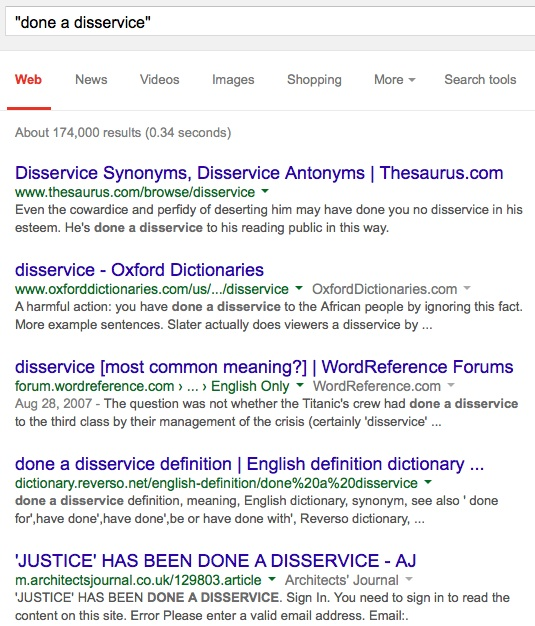 "done a disservice"
Web News Videos Images Shopping More Search tools
About 174,000 results (0.34 seconds)
Disservice Synonyms, Disservice Antonyms | Thesaurus.com
www.thesaurus.com/browse/disservice
Even the cowardice and perfidy of deserting him may have done you no disservice in his
esteem. He's done a disservice to his reading public in this way.
disservice - Oxford Dictionaries
www.oxforddictionaries.com/us/.../disservice OxfordDictionaries.com
A harmful action: you have done a disservice to the African people by ignoring this fact.
More example sentences. Slater actually does viewers a disservice by ...
disservice [most common meaning?] | WordReference Forums
forum.wordreference.com › ... › English Only WordReference.com
Aug 28, 2007 - The question was not whether the Titanic's crew had done a disservice
to the third class by their management of the crisis (certainly 'disservice' ...
done a disservice definition | English definition dictionary ...
dictionary.reverso.net/english-definition/done%20a%20disservice
done a disservice definition, meaning, English dictionary, synonym, see also ' done
for',have done',have done',be or have done with', Reverso dictionary, ...
'JUSTICE' HAS BEEN DONE A DISSERVICE - AJ
m.architectsjournal.co.uk/129803.article Architects' Journal
'JUSTICE' HAS BEEN DONE A DISSERVICE. Sign In. You need to sign in to read the
content on this site. Error Please enter a valid email address. Email:.